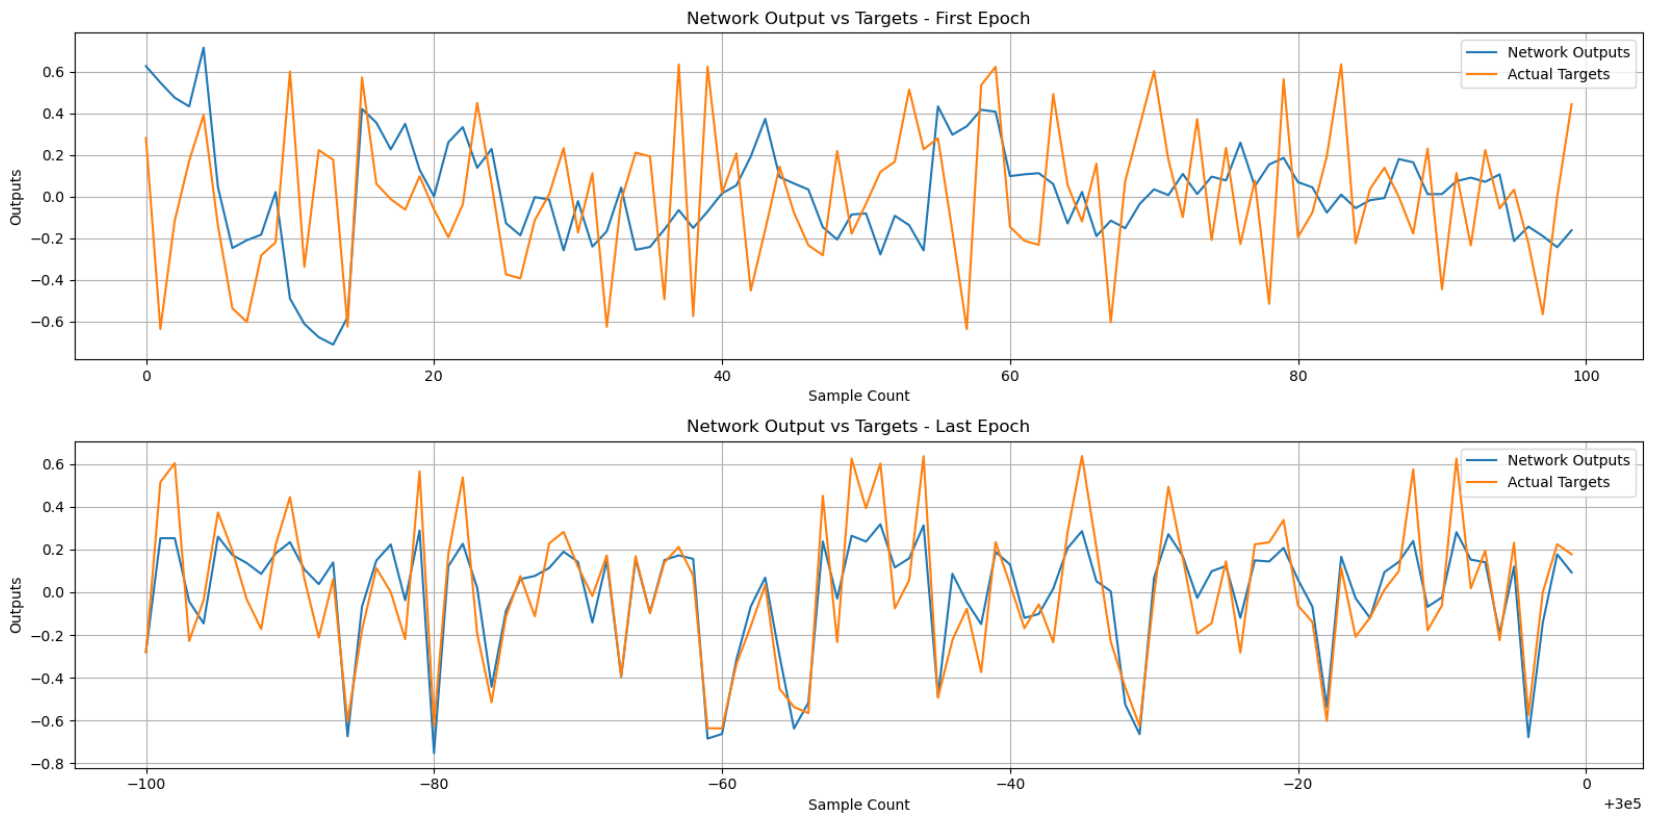 Network Output vs Targets - First Epoch
Outputs
0.6
0.4
0.2
0.0
−0.2
−0.4
−0.6
Network Outputs
Actual Targets
0 20 40 60 80 100
Sample Count
Network Output vs Targets - Last Epoch
Outputs
0.6
0.4
0.2
0.0
−0.2
−0.4
−0.6
−0.8
Network Outputs
Actual Targets
−100 −80 −60 −40 −20 0
Sample Count
+3e5